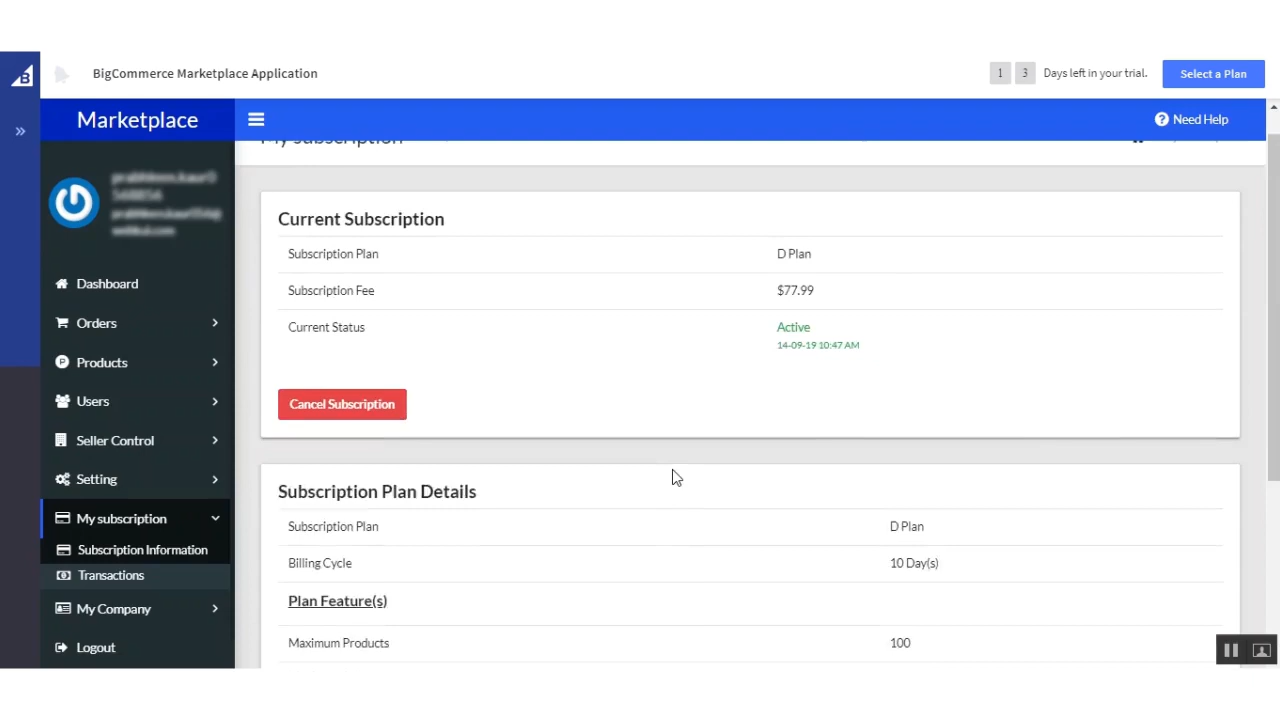 BigCommerce Marketplace Application
1 3 Days left in your trial. Select a Plan
Marketplace
Need Help
My subscription
Current Subscription
Subscription Plan D Plan
Subscription Fee $77.99
Current Status Active
14-09-19 10:47 AM
Cancel Subscription
Subscription Plan Details
Subscription Plan D Plan
Billing Cycle 10 Day(s)
Plan Feature(s)
Maximum Products 100
Dashboard
Orders
Products
Users
Seller Control
Setting
My subscription
Subscription Information
Transactions
My Company
Logout